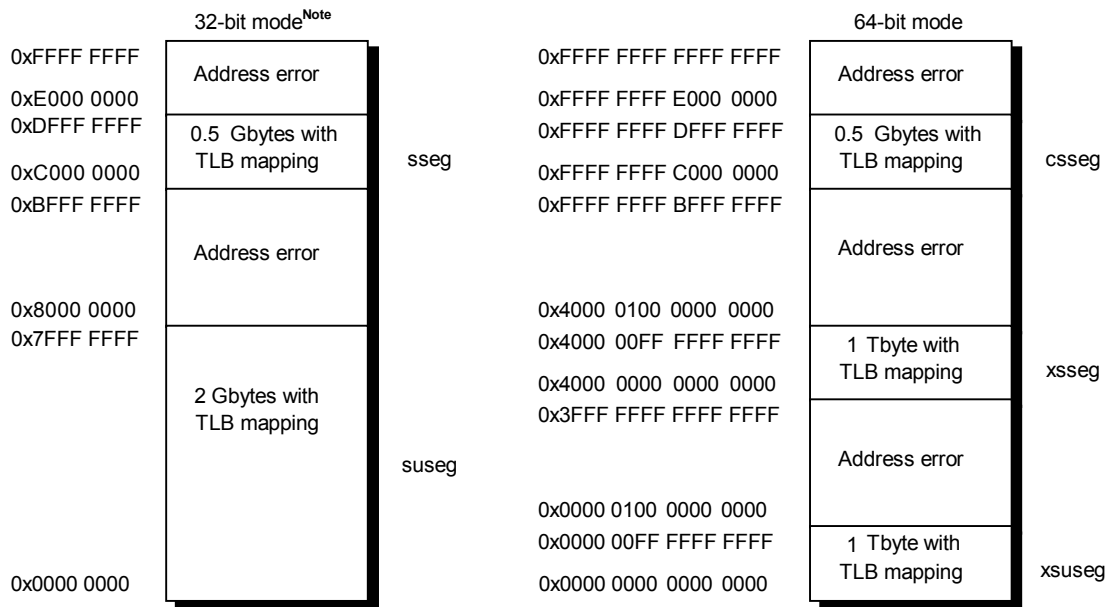 32-bit mode^Note
0xFFFF FFFF
Address error
0xE000 0000
0xDFFF FFFF
0.5 Gbytes with
TLB mapping
sseg
0xC000 0000
0xBFFF FFFF
Address error
0x8000 0000
0x7FFF FFFF
2 Gbytes with
TLB mapping
suseg
0x0000 0000
64-bit mode
0xFFFF FFFF FFFF FFFF
Address error
0xFFFF FFFF E000 0000
0xFFFF FFFF DFFF FFFF
0.5 Gbytes with
TLB mapping
csseg
0xFFFF FFFF C000 0000
0xFFFF FFFF BFFF FFFF
Address error
0x4000 0100 0000 0000
0x4000 00FF FFFF FFFF
1 Tbyte with
TLB mapping
xsseg
0x4000 0000 0000 0000
0x3FFF FFFF FFFF FFFF
Address error
0x0000 0100 0000 0000
0x0000 00FF FFFF FFFF
1 Tbyte with
TLB mapping
xsuseg
0x0000 0000 0000 0000